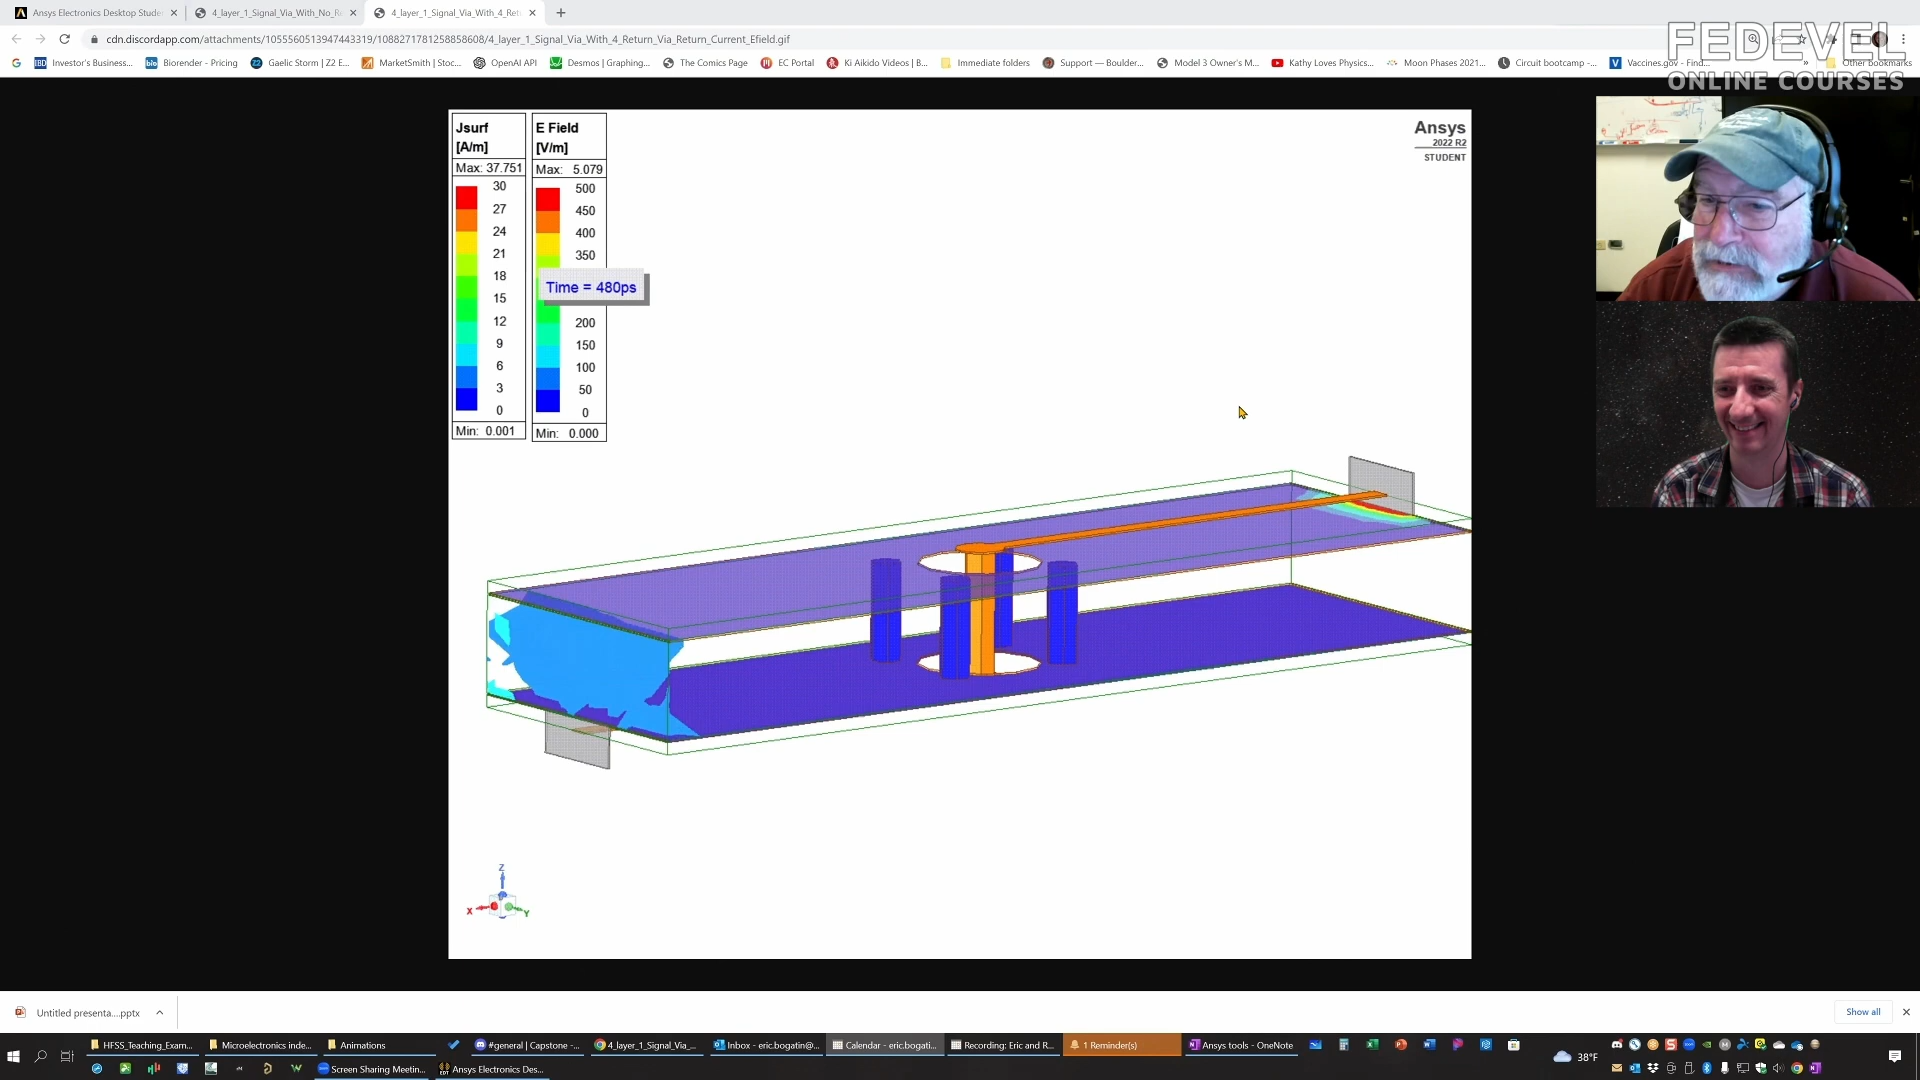 Ansys Electronics Desktop Stude
4_layer_1_Signal_Via_With_No_R
4_layer_1_Signal_Via_With_4_Ret
cdn.discordapp.com/attachments/1055560513947443319/1088271781258858608/4_layer_1_Signal_Via_With_4_Return_Via_Return_Current_Efield.gif
FEDEVEL
ONLINE COURSES
Investor's Business...
Biorender - Pricing
Gaelic Storm | Z2 E...
MarketSmith | Stoc...
OpenAI API
Desmos | Graphing...
The Comics Page
EC Portal
Ki Aikido Videos | B...
Immediate folders
Support — Boulder...
Model 3 Owner's M...
Kathy Loves Physics...
Moon Phases 2021...
Circuit bootcamp -...
Vaccines.gov - Find...
Other bookmarks
Jsurf
[A/m]
Max: 37.751
30
27
24
21
18
15
12
9
6
3
0
Min: 0.001
E Field
[V/m]
Max: 5.079
500
450
400
350
200
150
100
50
0
Min: 0.000
Time = 480ps
Ansys
2022 R2
STUDENT
Z
X
Y
Untitled presenta....pptx
Show all
HFSS_Teaching_Exam...
Microelectronics inde...
Animations
#general | Capstone -...
4_layer_1_Signal_Via_...
Inbox - eric.bogatin@...
Calendar - eric.bogati...
Recording: Eric and R...
1 Reminder(s)
Ansys tools - OneNote
38°F
Screen Sharing Meetin...
Ansys Electronics Des...